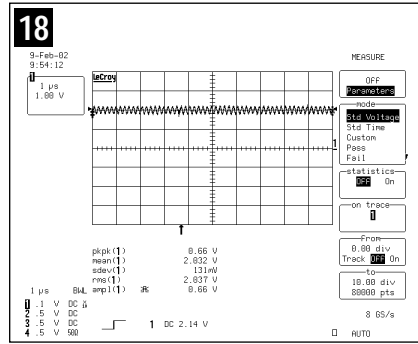 18
9-Feb-02
9:54:12
1
1 µs
1.00 V
LeCroy
1
MEASURE
OFF
Parameters
mode
Std Voltage
Std Time
Custom
Pass
Fail
statistics
OFF On
on trace
1
From
0.00 div
Track OFF On
to
10.00 div
80000 pts
pkpk(1) 0.66 V
mean(1) 2.032 V
sdev(1) 131mV
rms(1) 2.037 V
ampl(1) 0.66 V
1 µs BWL
1 .1 V DC
2 .5 V DC
3 .5 V DC
4 .5 V 50Ω
1 DC 2.14 V
8 GS/s
AUTO